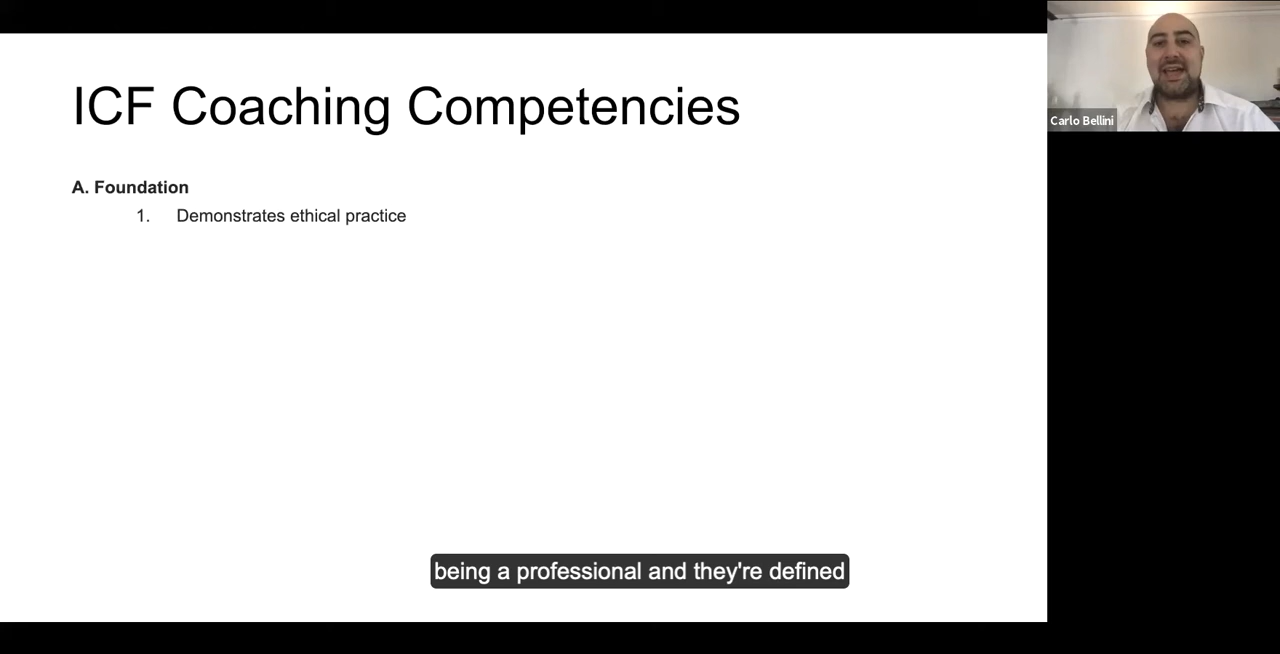 ICF Coaching Competencies
Carlo Bellini
A. Foundation
1. Demonstrates ethical practice
being a professional and they're defined